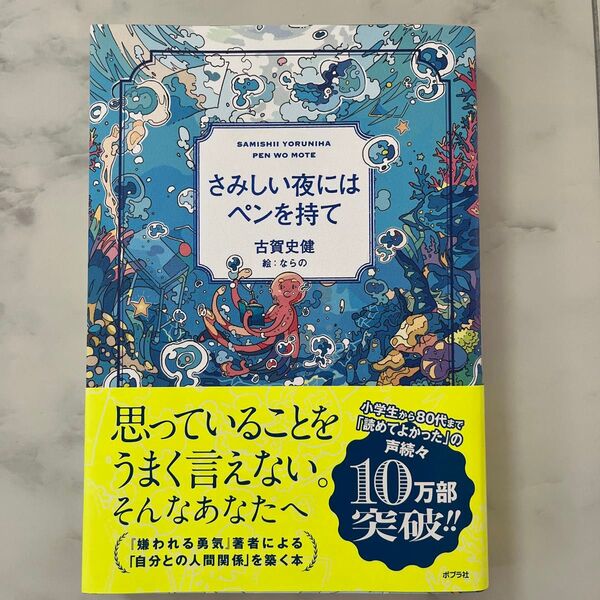 SAMISHII YORUNIHA
PEN WO MOTE
さみしい夜には
ペンを持て
古賀史健
絵:ならの
思っていることを
うまく言えない。
そんなあなたへ
『嫌われる勇気』著者による
「自分との人間関係」を築く本
小学生から80代まで
「読めてよかった」の
声続々
10万部
突破!!
ポプラ社